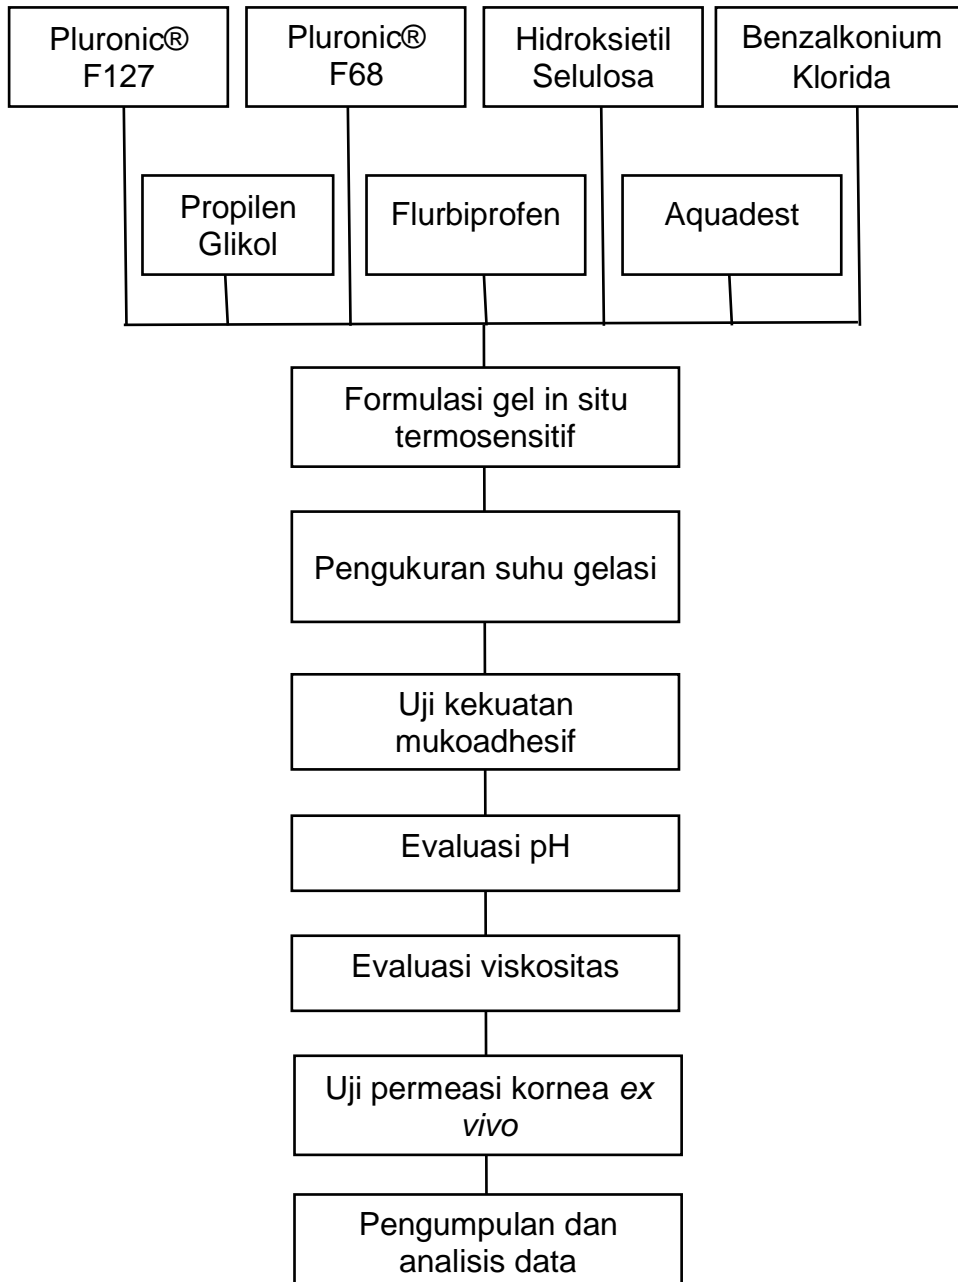 Pluronic®
F127
Pluronic®
F68
Hidroksietil
Selulosa
Benzalkonium
Klorida
Propilen
Glikol
Flurbiprofen
Aquadest
Formulasi gel in situ
termosensitif
Pengukuran suhu gelasi
Uji kekuatan
mukoadhesif
Evaluasi pH
Evaluasi viskositas
Uji permeasi kornea ex
vivo
Pengumpulan dan
analisis data